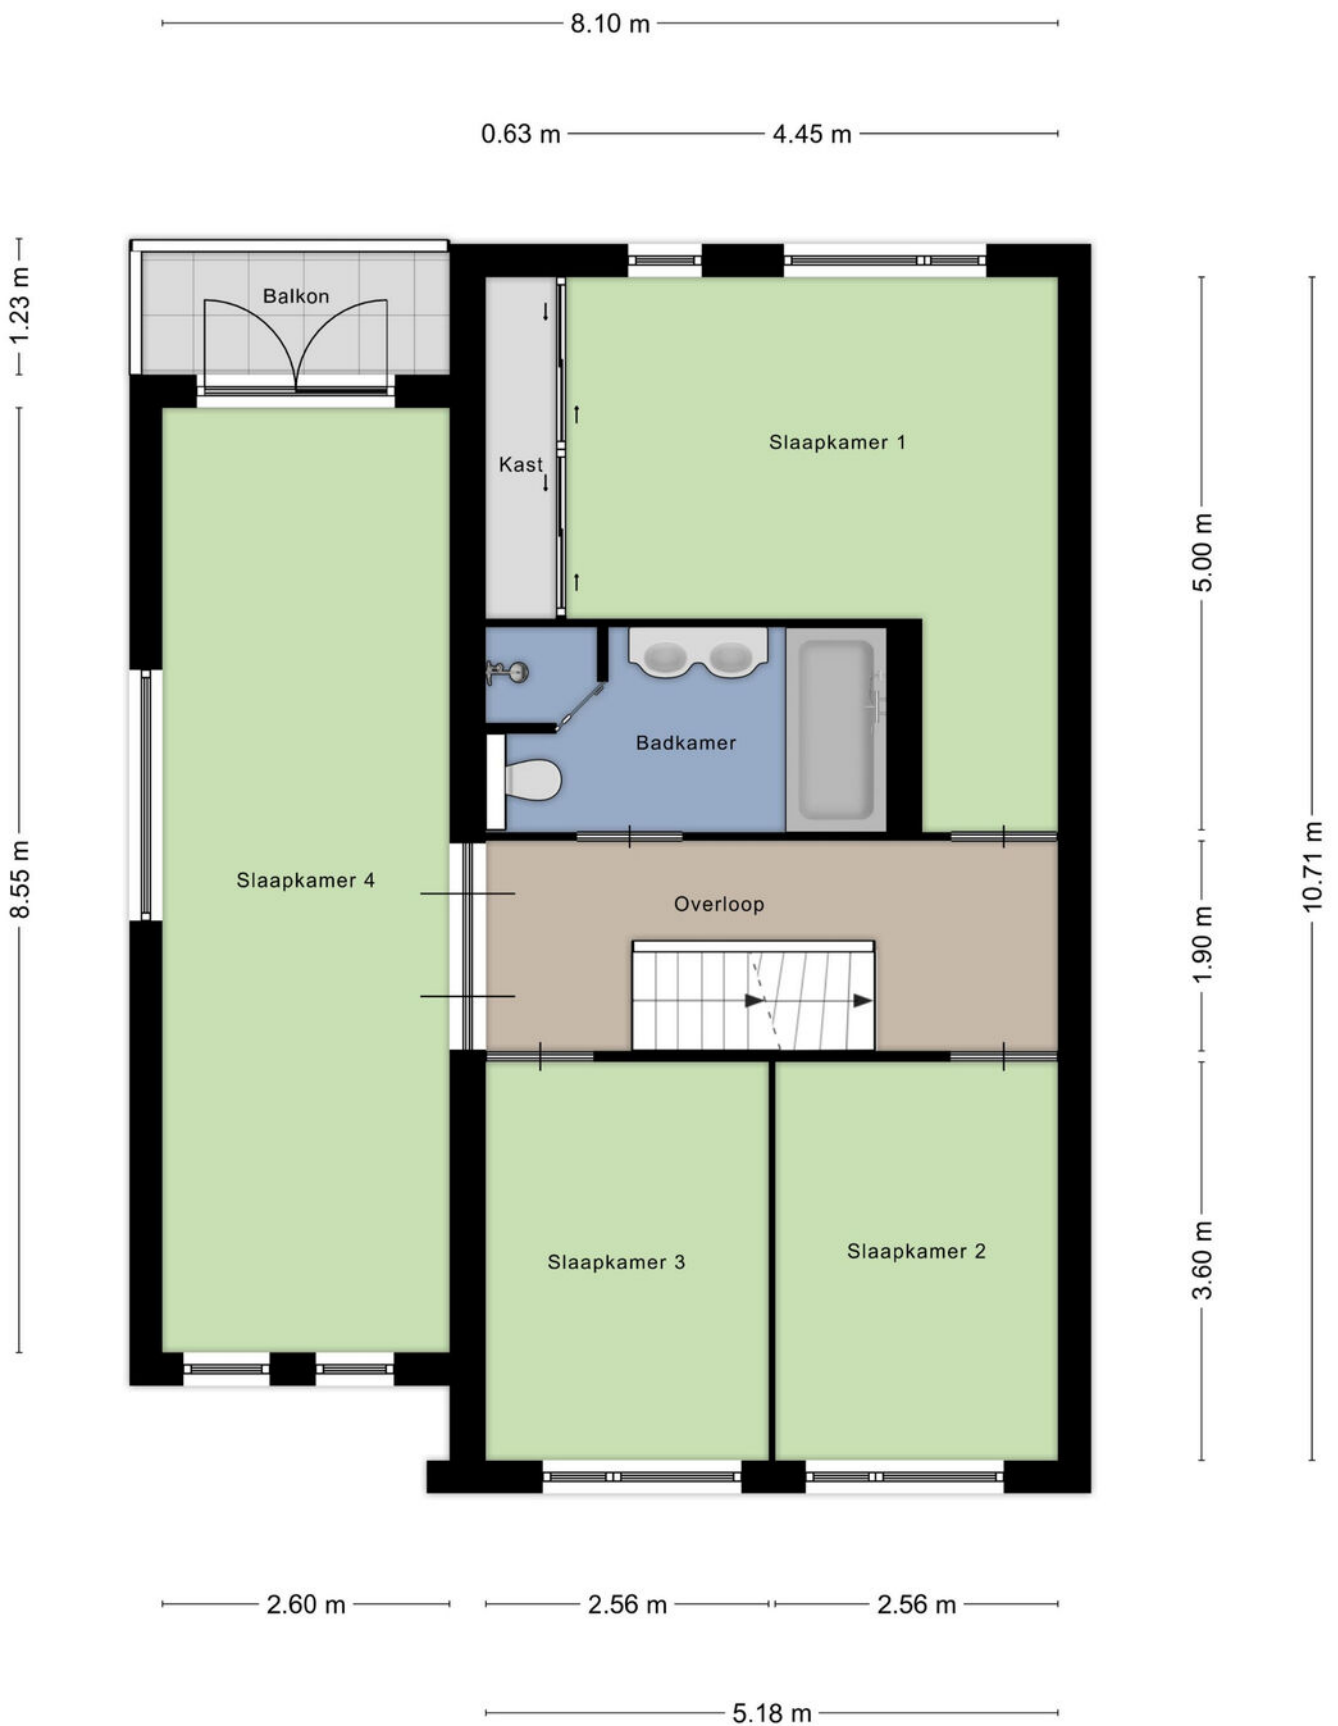 8.10 m
0.63 m
4.45 m
1.23 m
Balkon
Slaapkamer 1
Kast
5.00 m
Badkamer
8.55 m
Slaapkamer 4
Overloop
1.90 m
10.71 m
Slaapkamer 3
Slaapkamer 2
3.60 m
2.60 m
2.56 m
2.56 m
5.18 m